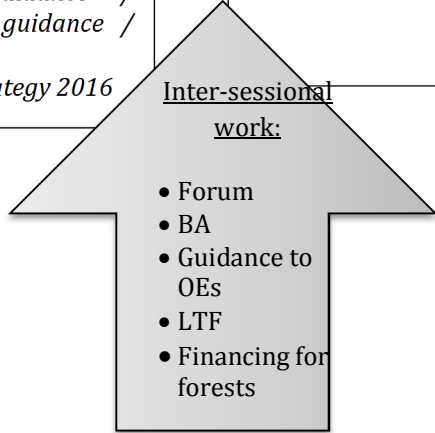 guidance /
tegy 2016
Inter-sessional
work:
• Forum
• BA
• Guidance to
OEs
• LTF
• Financing for
forests